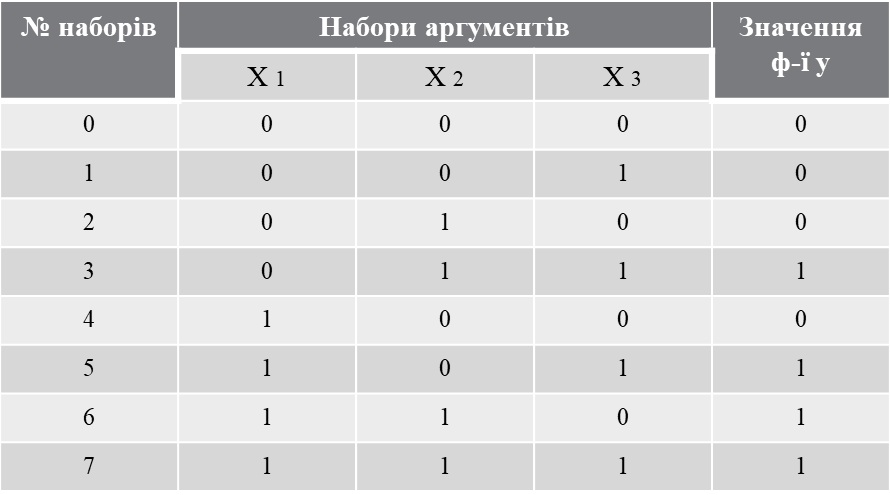 № наборів Набори аргументів Значення
ф-ї у
X 1 X 2 X 3
0 0 0 0 0
1 0 0 1 0
2 0 1 0 0
3 0 1 1 1
4 1 0 0 0
5 1 0 1 1
6 1 1 0 1
7 1 1 1 1